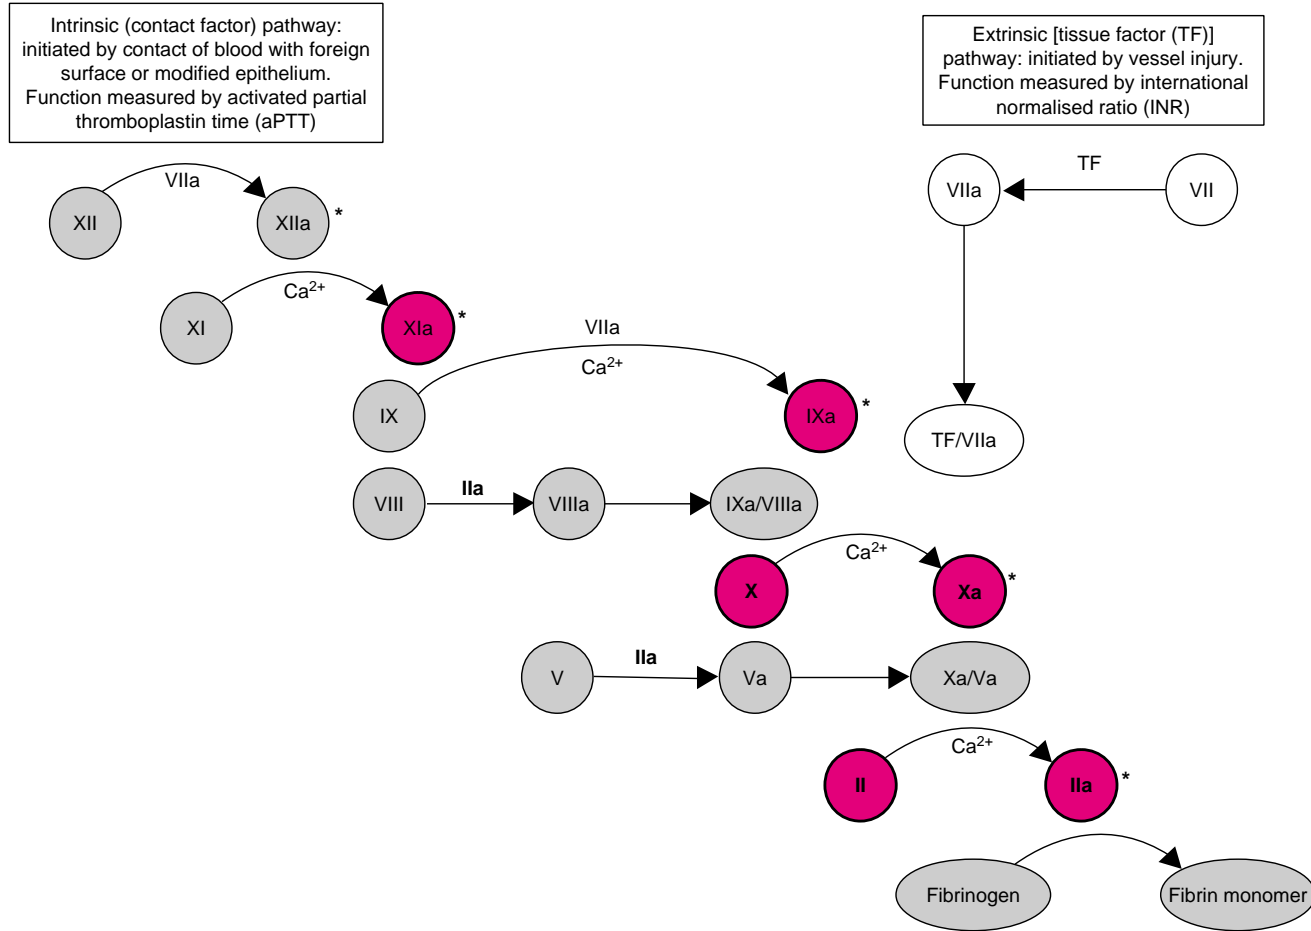 Intrinsic (contact factor) pathway:
initiated by contact of blood with foreign
surface or modified epithelium.
Function measured by activated partial
thromboplastin time (aPTT)
Extrinsic [tissue factor (TF)]
pathway: initiated by vessel injury.
Function measured by international
normalised ratio (INR)
XII
VIIa
XIIa
*
VIIa
TF
VII
XI
Ca²⁺
XIa
*
IX
VIIa
Ca²⁺
IXa
*
TF/VIIa
VIII
IIa
VIIIa
IXa/VIIIa
X
Ca²⁺
Xa
*
V
IIa
Va
Xa/Va
II
Ca²⁺
IIa
*
Fibrinogen
Fibrin monomer